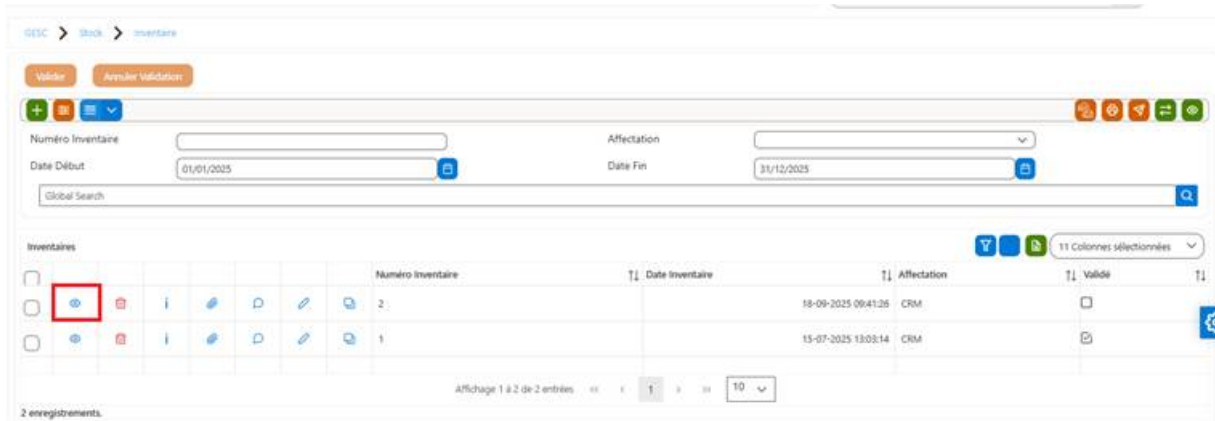 GESC Stock Inventaire
Valider Annuler Validation
Numéro Inventaire Affectation
Date Début 01/01/2025 Date Fin 31/12/2025
Global Search
Inventaires 11 Colonnes sélectionnées
Numéro Inventaire Date Inventaire Affectation Validé
2 18-09-2025 09:41:26 CRM
1 15-07-2025 13:03:14 CRM
Affichage 1 à 2 de 2 entrées 1 10
2 enregistrements.